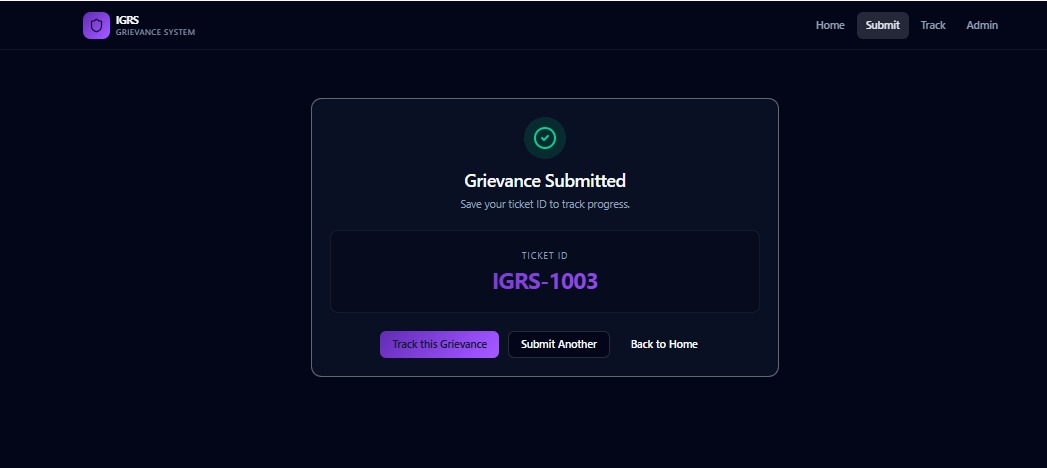 IGRS
GRIEVANCE SYSTEM
Home Submit Track Admin
Grievance Submitted
Save your ticket ID to track progress.
TICKET ID
IGRS-1003
Track this Grievance Submit Another Back to Home